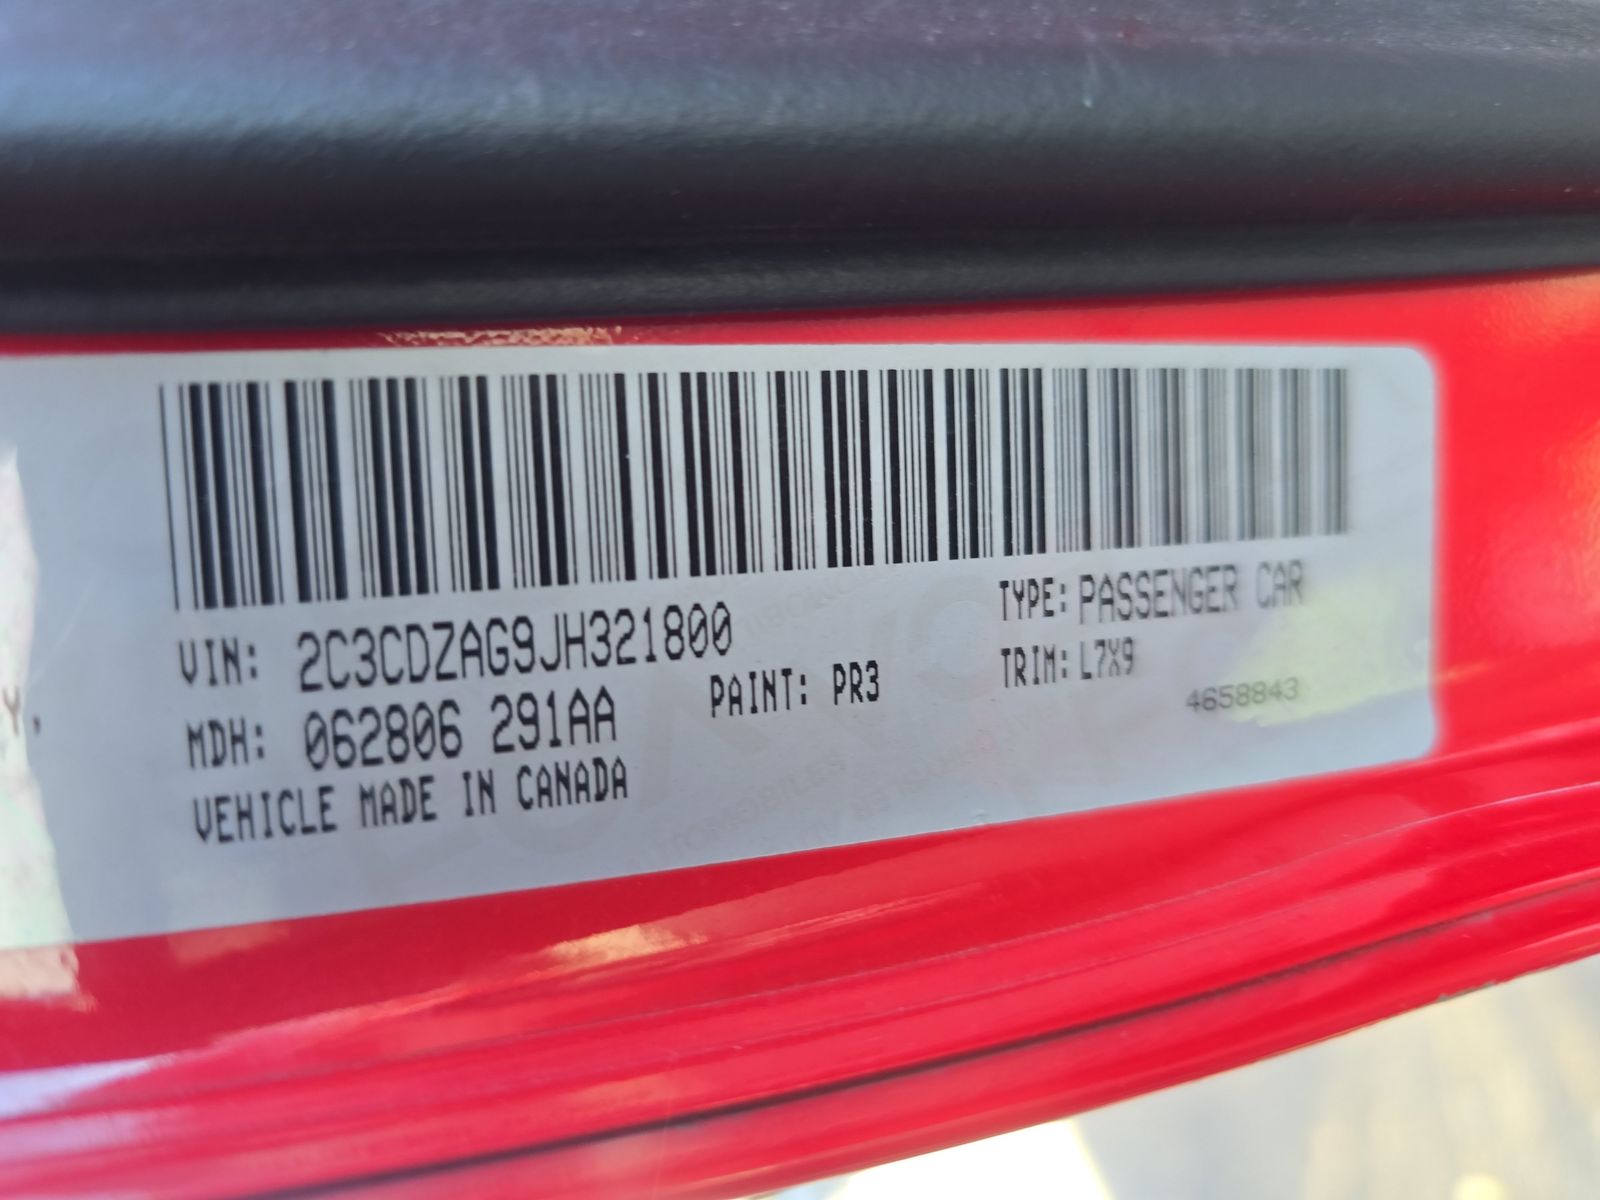 VIN: 2C3CDZAG9JH321800
TYPE: PASSENGER CAR
MDH: 062806 291AA
PAINT: PR3
TRIM: L7X9
4658843
VEHICLE MADE IN CANADA
Y.